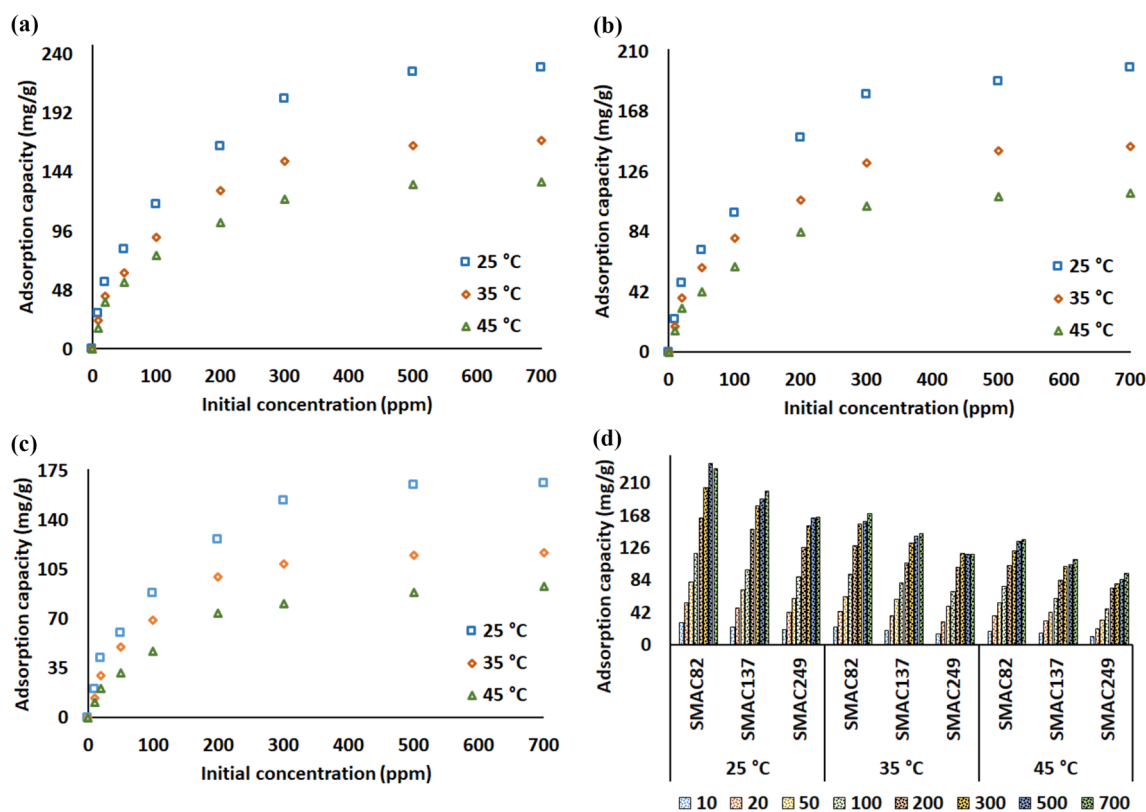 (a)
Adsorption capacity (mg/g)
240
192
144
96
48
0
25 °C
35 °C
45 °C
0 100 200 300 400 500 600 700
Initial concentration (ppm)
(b)
Adsorption capacity (mg/g)
210
168
126
84
42
0
25 °C
35 °C
45 °C
0 100 200 300 400 500 600 700
Initial concentration (ppm)
(c)
Adsorption capacity (mg/g)
175
140
105
70
35
0
25 °C
35 °C
45 °C
0 100 200 300 400 500 600 700
Initial concentration (ppm)
(d)
Adsorption capacity (mg/g)
210
168
126
84
42
0
SMAC82 SMAC137 SMAC249 SMAC82 SMAC137 SMAC249 SMAC82 SMAC137 SMAC249
25 °C 35 °C 45 °C
10 20 50 100 200 300 500 700